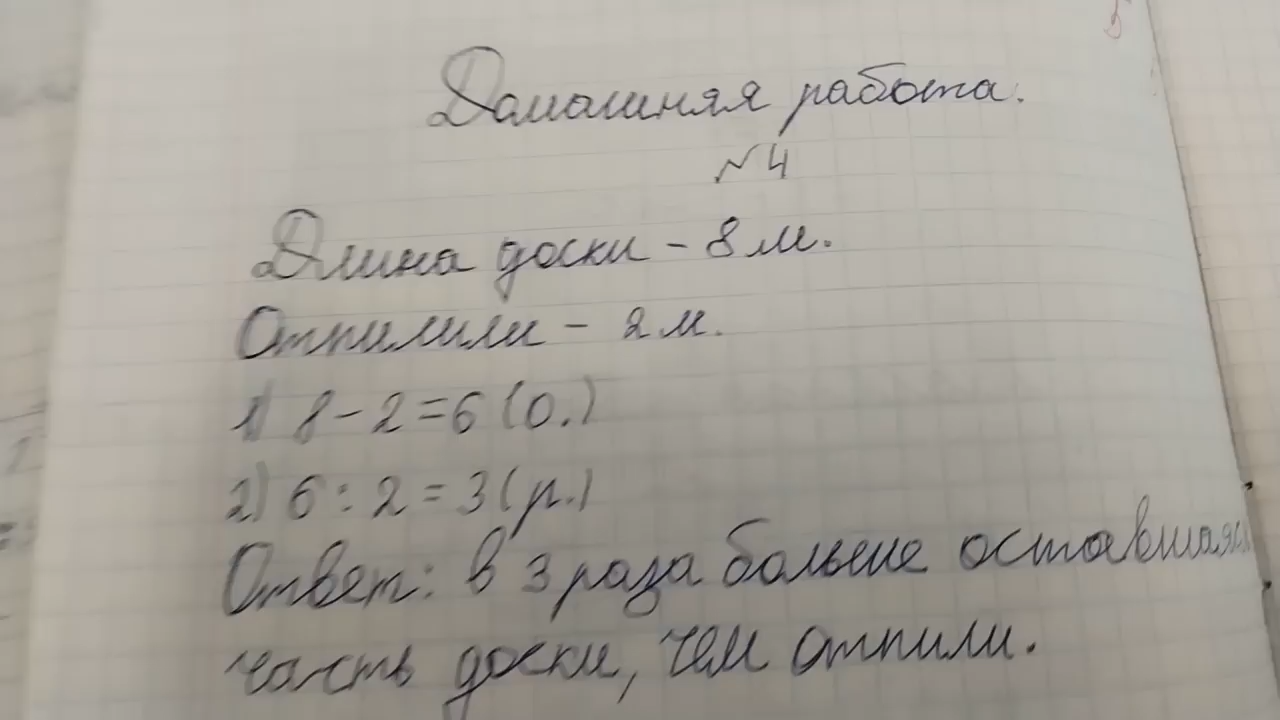 Домашняя работа.
№4
Длина доски - 8 м.
Отпилили - 2 м.
1) 8 - 2 = 6 (о.)
2) 6 : 2 = 3 (р.)
Ответ: в 3 раза больше оставшаяся
часть доски, чем отпили.